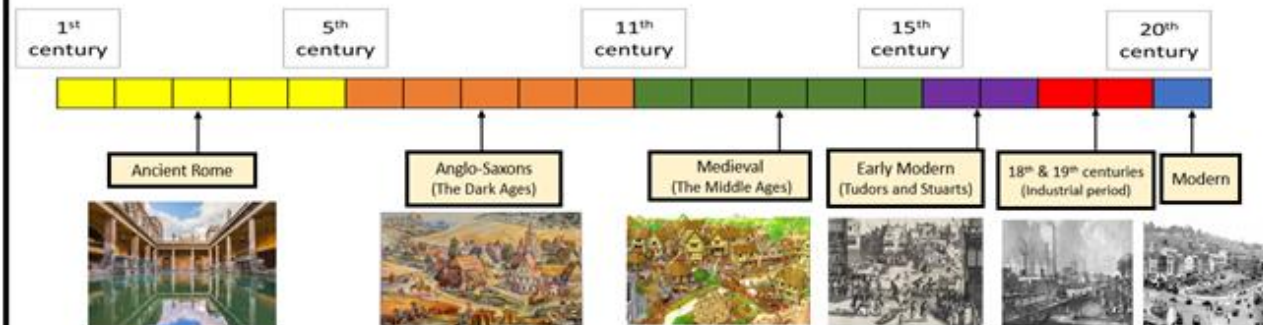 1st
century
5th
century
11th
century
15th
century
20th
century
Ancient Rome
Anglo-Saxons
(The Dark Ages)
Medieval
(The Middle Ages)
Early Modern
(Tudors and Stuarts)
18th & 19th centuries
(Industrial period)
Modern